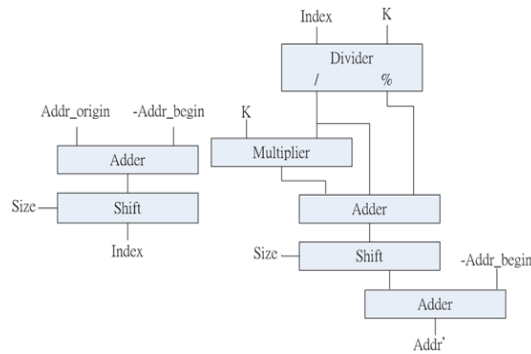 Index K
Divider
/ %
Addr_origin -Addr_begin
K
Adder
Multiplier
Size Shift
Adder
Index
Size Shift
-Addr_begin
Adder
Addr'